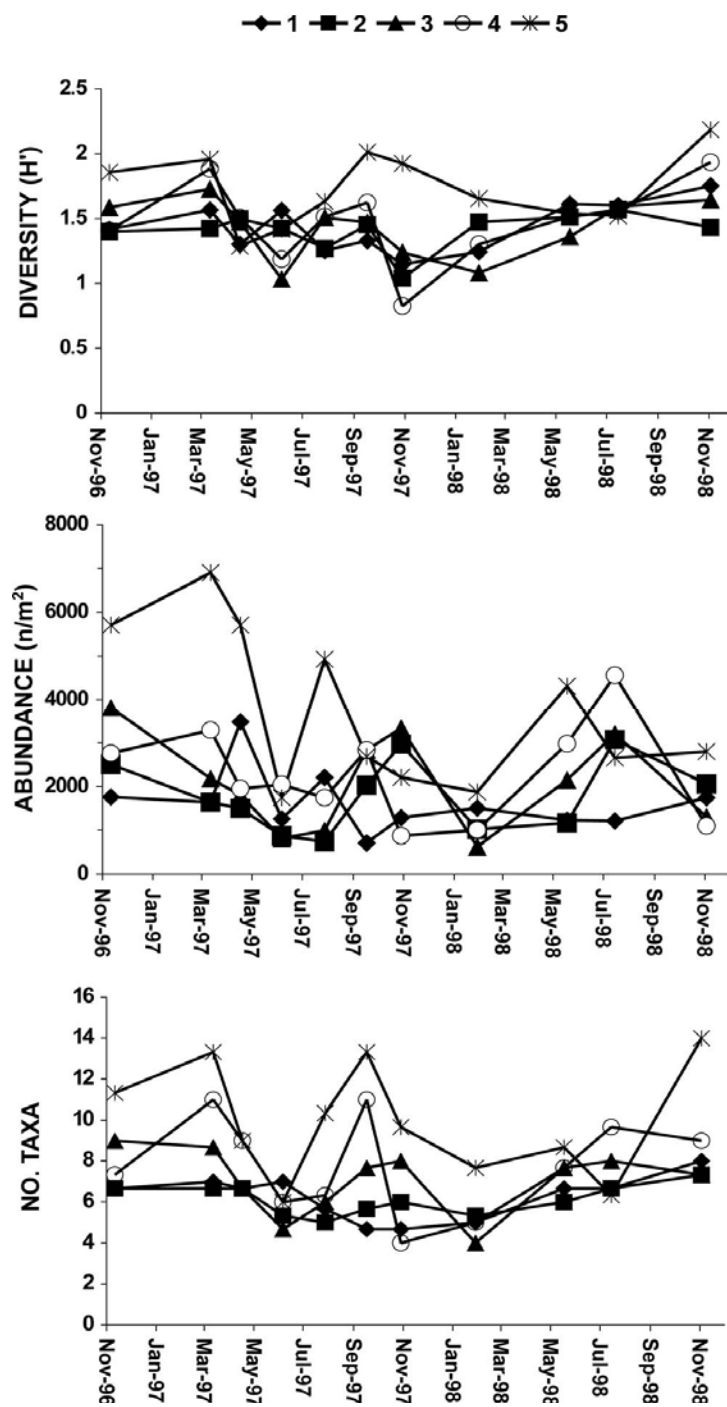 1 2 3 4 5
DIVERSITY (H')
2.5
2
1.5
1
0.5
0
Nov-96 Jan-97 Mar-97 May-97 Jul-97 Sep-97 Nov-97 Jan-98 Mar-98 May-98 Jul-98 Sep-98 Nov-98
ABUNDANCE (n/m²)
8000
6000
4000
2000
0
Nov-96 Jan-97 Mar-97 May-97 Jul-97 Sep-97 Nov-97 Jan-98 Mar-98 May-98 Jul-98 Sep-98 Nov-98
NO. TAXA
16
14
12
10
8
6
4
2
0
Nov-96 Jan-97 Mar-97 May-97 Jul-97 Sep-97 Nov-97 Jan-98 Mar-98 May-98 Jul-98 Sep-98 Nov-98